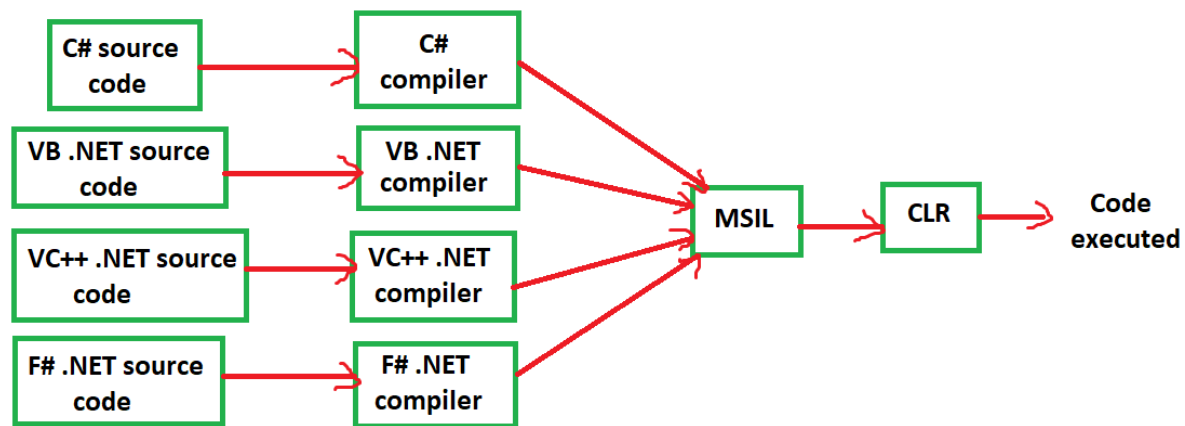 C# source
code
C#
compiler
VB .NET source
code
VB .NET
compiler
VC++ .NET source
code
VC++ .NET
compiler
F# .NET source
code
F# .NET
compiler
MSIL
CLR
Code
executed